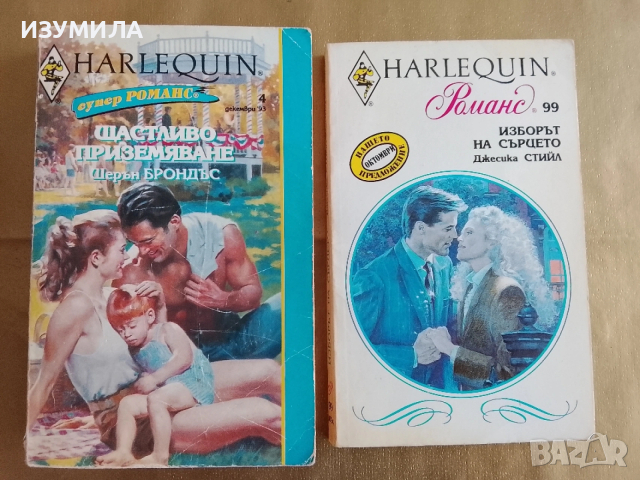 ИЗУМИЛА
HARLEQUIN®
супер РОМАНС®
4
декември '93
ЩАСТЛИВО
ПРИЗЕМЯВАНЕ
Шерън БРОНДЪС
HARLEQUIN®
Романс® 99
НАШЕТО
ОКТОМВРИ
ПРЕДЛОЖЕНИЕ
ИЗБОРЪТ
НА СЪРЦЕТО
Джесика СТИЙЛ
BAZAR